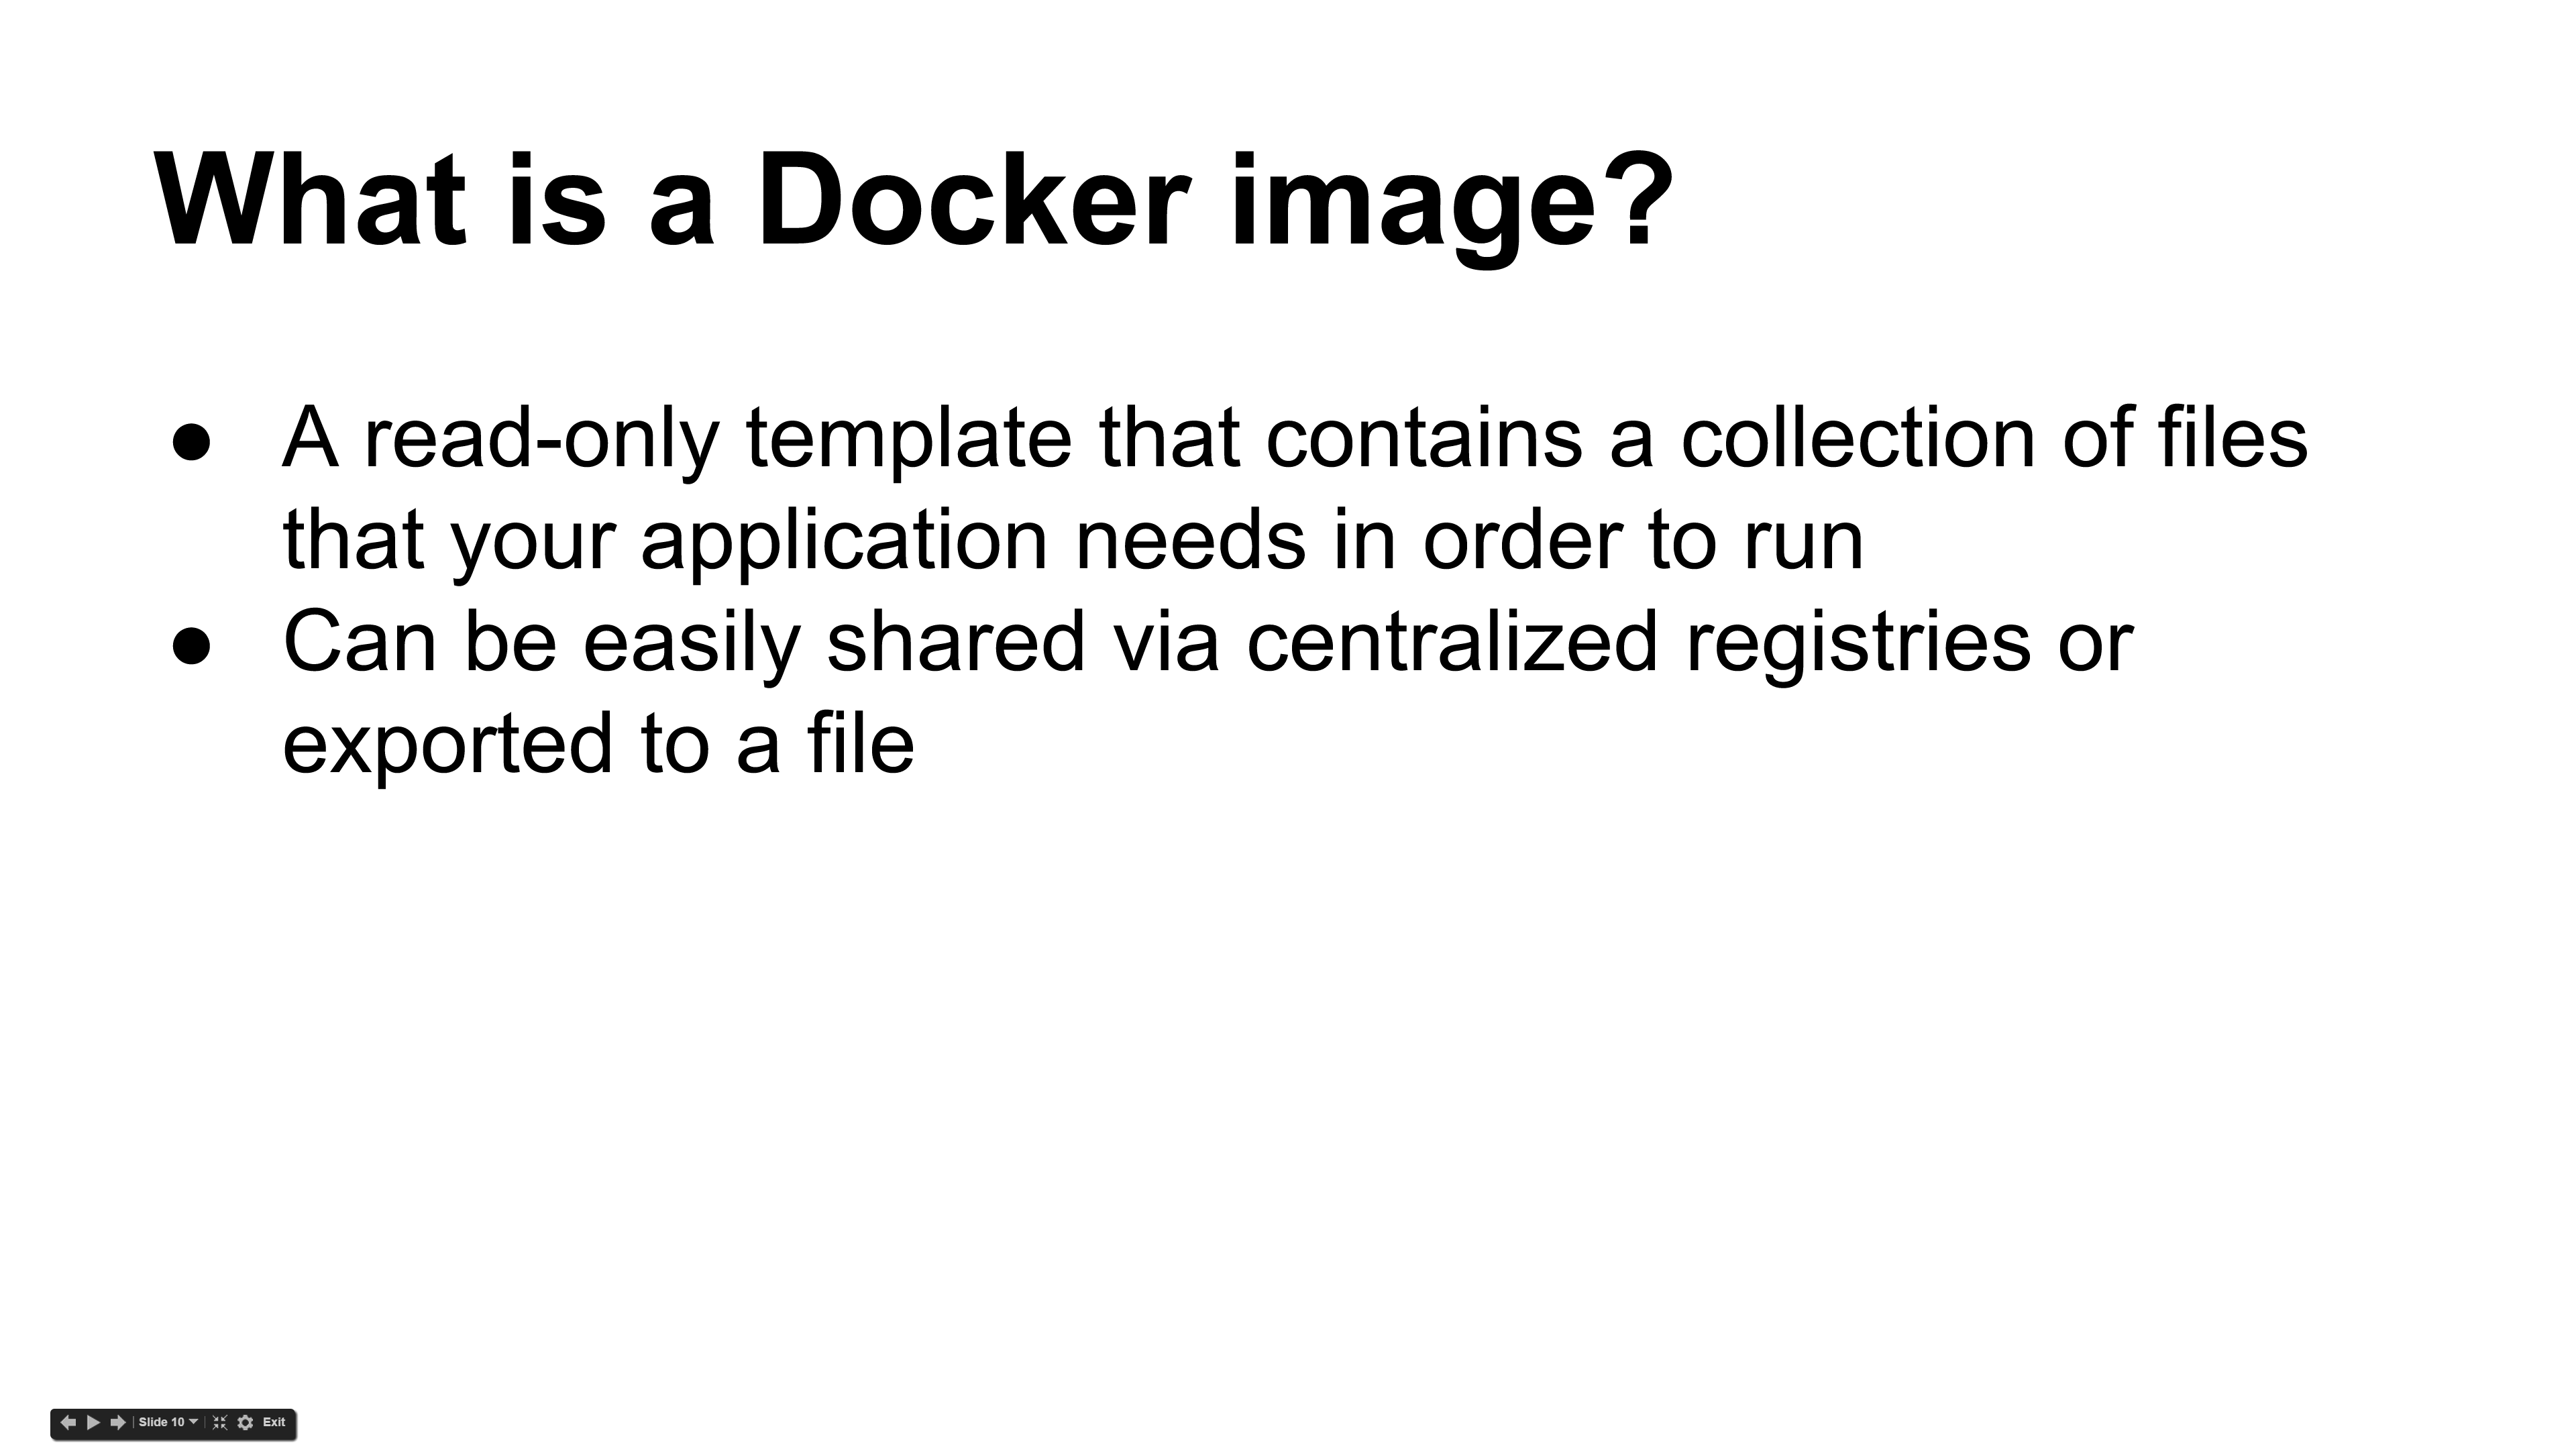 What is a Docker image?
● A read-only template that contains a collection of files
that your application needs in order to run
● Can be easily shared via centralized registries or
exported to a file
Slide 10 Exit